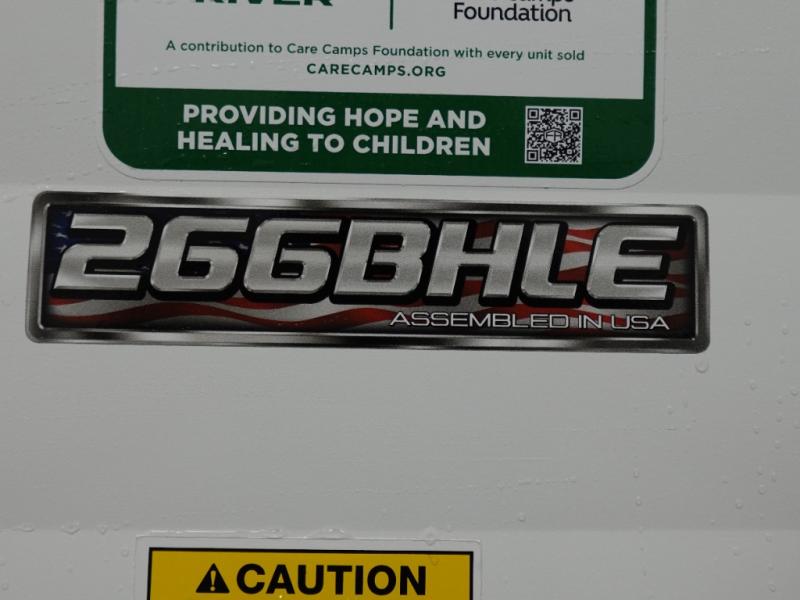 RIVER
Foundation
A contribution to Care Camps Foundation with every unit sold
CARECAMPS.ORG
PROVIDING HOPE AND
HEALING TO CHILDREN
266BHLE
ASSEMBLED IN USA
CAUTION